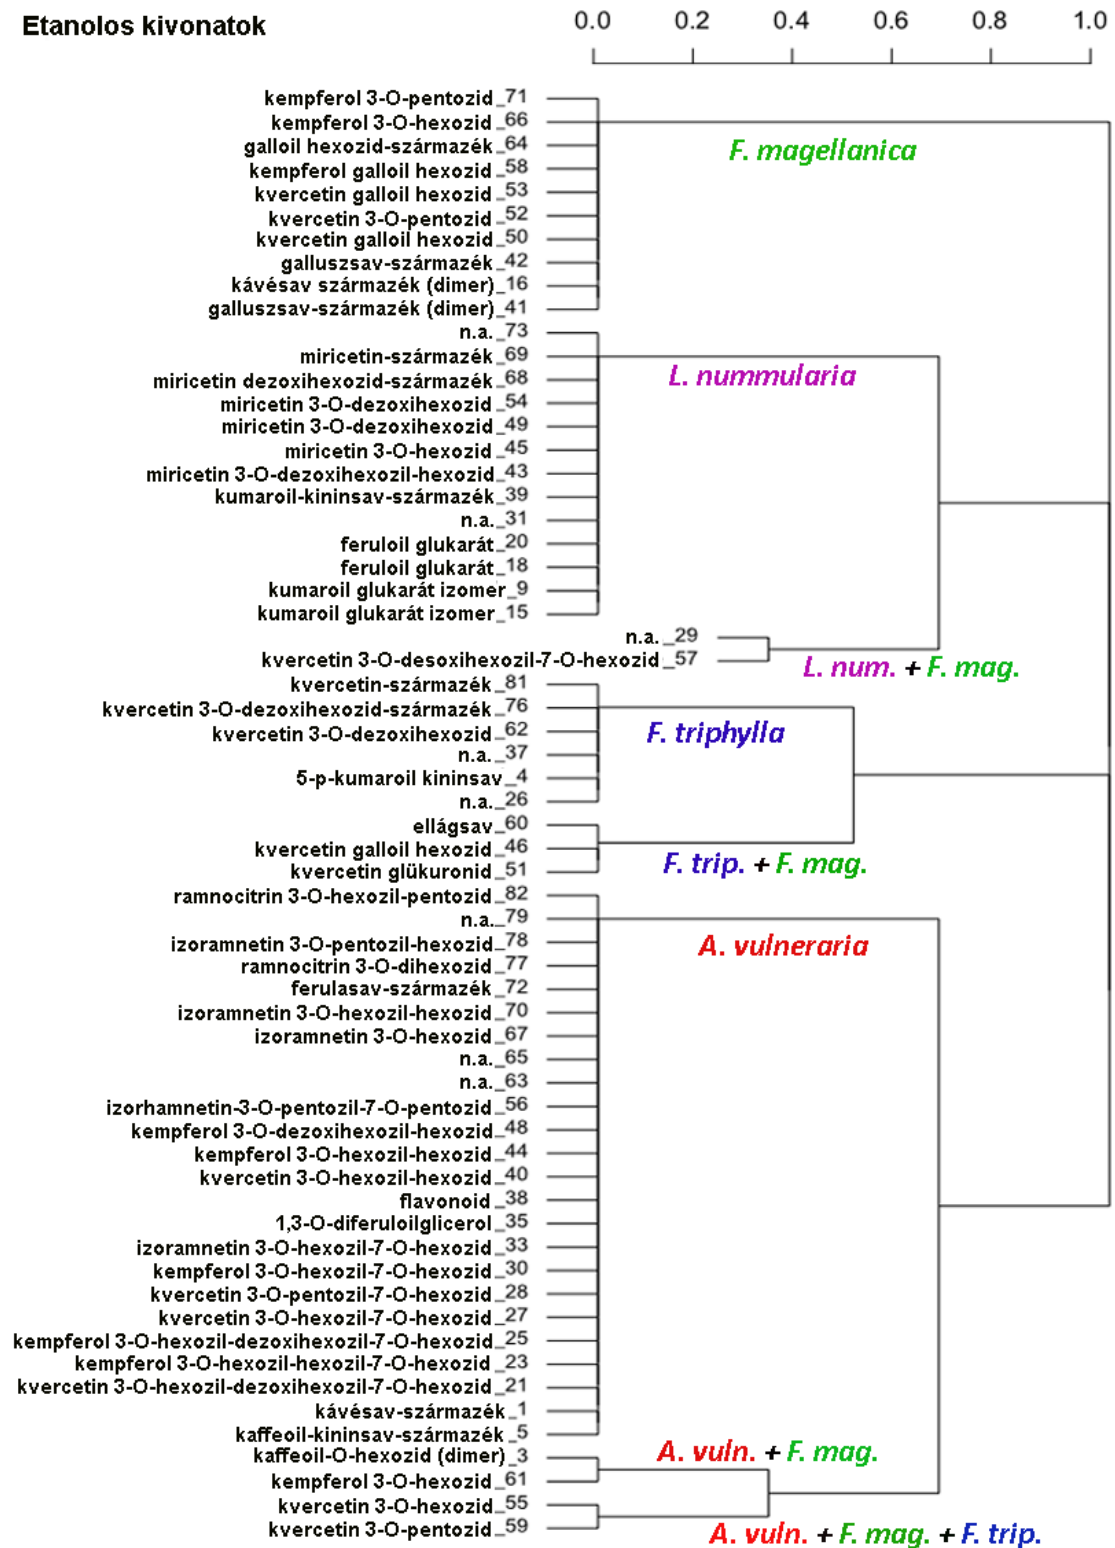 Etanolos kivonatok
0.0 0.2 0.4 0.6 0.8 1.0
kempferol 3-O-pentozid_71
kempferol 3-O-hexozid_66
galloil hexozid-származék_64
F. magellanica
kempferol galloil hexozid_58
kvercetin galloil hexozid_53
kvercetin 3-O-pentozid_52
kvercetin galloil hexozid_50
galluszsav-származék_42
kávésav származék (dimer)_16
galluszsav-származék (dimer)_41
n.a._73
miricetin-származék_69
miricetin dezoxihexozid-származék_68
L. nummularia
miricetin 3-O-dezoxihexozid_54
miricetin 3-O-dezoxihexozid_49
miricetin 3-O-hexozid_45
miricetin 3-O-dezoxihexozil-hexozid_43
kumaroil-kininsav-származék_39
n.a._31
feruloil glukarát_20
feruloil glukarát_18
kumaroil glukarát izomer_9
kumaroil glukarát izomer_15
n.a._29
kvercetin 3-O-desoxihexozil-7-O-hexozid_57
L. num. + F. mag.
kvercetin-származék_81
kvercetin 3-O-dezoxihexozid-származék_76
kvercetin 3-O-dezoxihexozid_62
F. triphylla
n.a._37
5-p-kumaroil kininsav_4
n.a._26
ellágsav_60
kvercetin galloil hexozid_46
F. trip. + F. mag.
kvercetin glükuronid_51
ramnocitrin 3-O-hexozil-pentozid_82
n.a._79
izoramnetin 3-O-pentozil-hexozid_78
A. vulneraria
ramnocitrin 3-O-dihexozid_77
ferulasav-származék_72
izoramnetin 3-O-hexozil-hexozid_70
izoramnetin 3-O-hexozid_67
n.a._65
n.a._63
izorhamnetin-3-O-pentozil-7-O-pentozid_56
kempferol 3-O-dezoxihexozil-hexozid_48
kempferol 3-O-hexozil-hexozid_44
kvercetin 3-O-hexozil-hexozid_40
flavonoid_38
1,3-O-diferuloilglicerol_35
izoramnetin 3-O-hexozil-7-O-hexozid_33
kempferol 3-O-hexozil-7-O-hexozid_30
kvercetin 3-O-pentozil-7-O-hexozid_28
kvercetin 3-O-hexozil-7-O-hexozid_27
kempferol 3-O-hexozil-dezoxihexozil-7-O-hexozid_25
kempferol 3-O-hexozil-hexozil-7-O-hexozid_23
kvercetin 3-O-hexozil-dezoxihexozil-7-O-hexozid_21
kávésav-származék_1
kaffeoil-kininsav-származék_5
kaffeoil-O-hexozid (dimer)_3
A. vuln. + F. mag.
kempferol 3-O-hexozid_61
kvercetin 3-O-hexozid_55
kvercetin 3-O-pentozid_59
A. vuln. + F. mag. + F. trip.